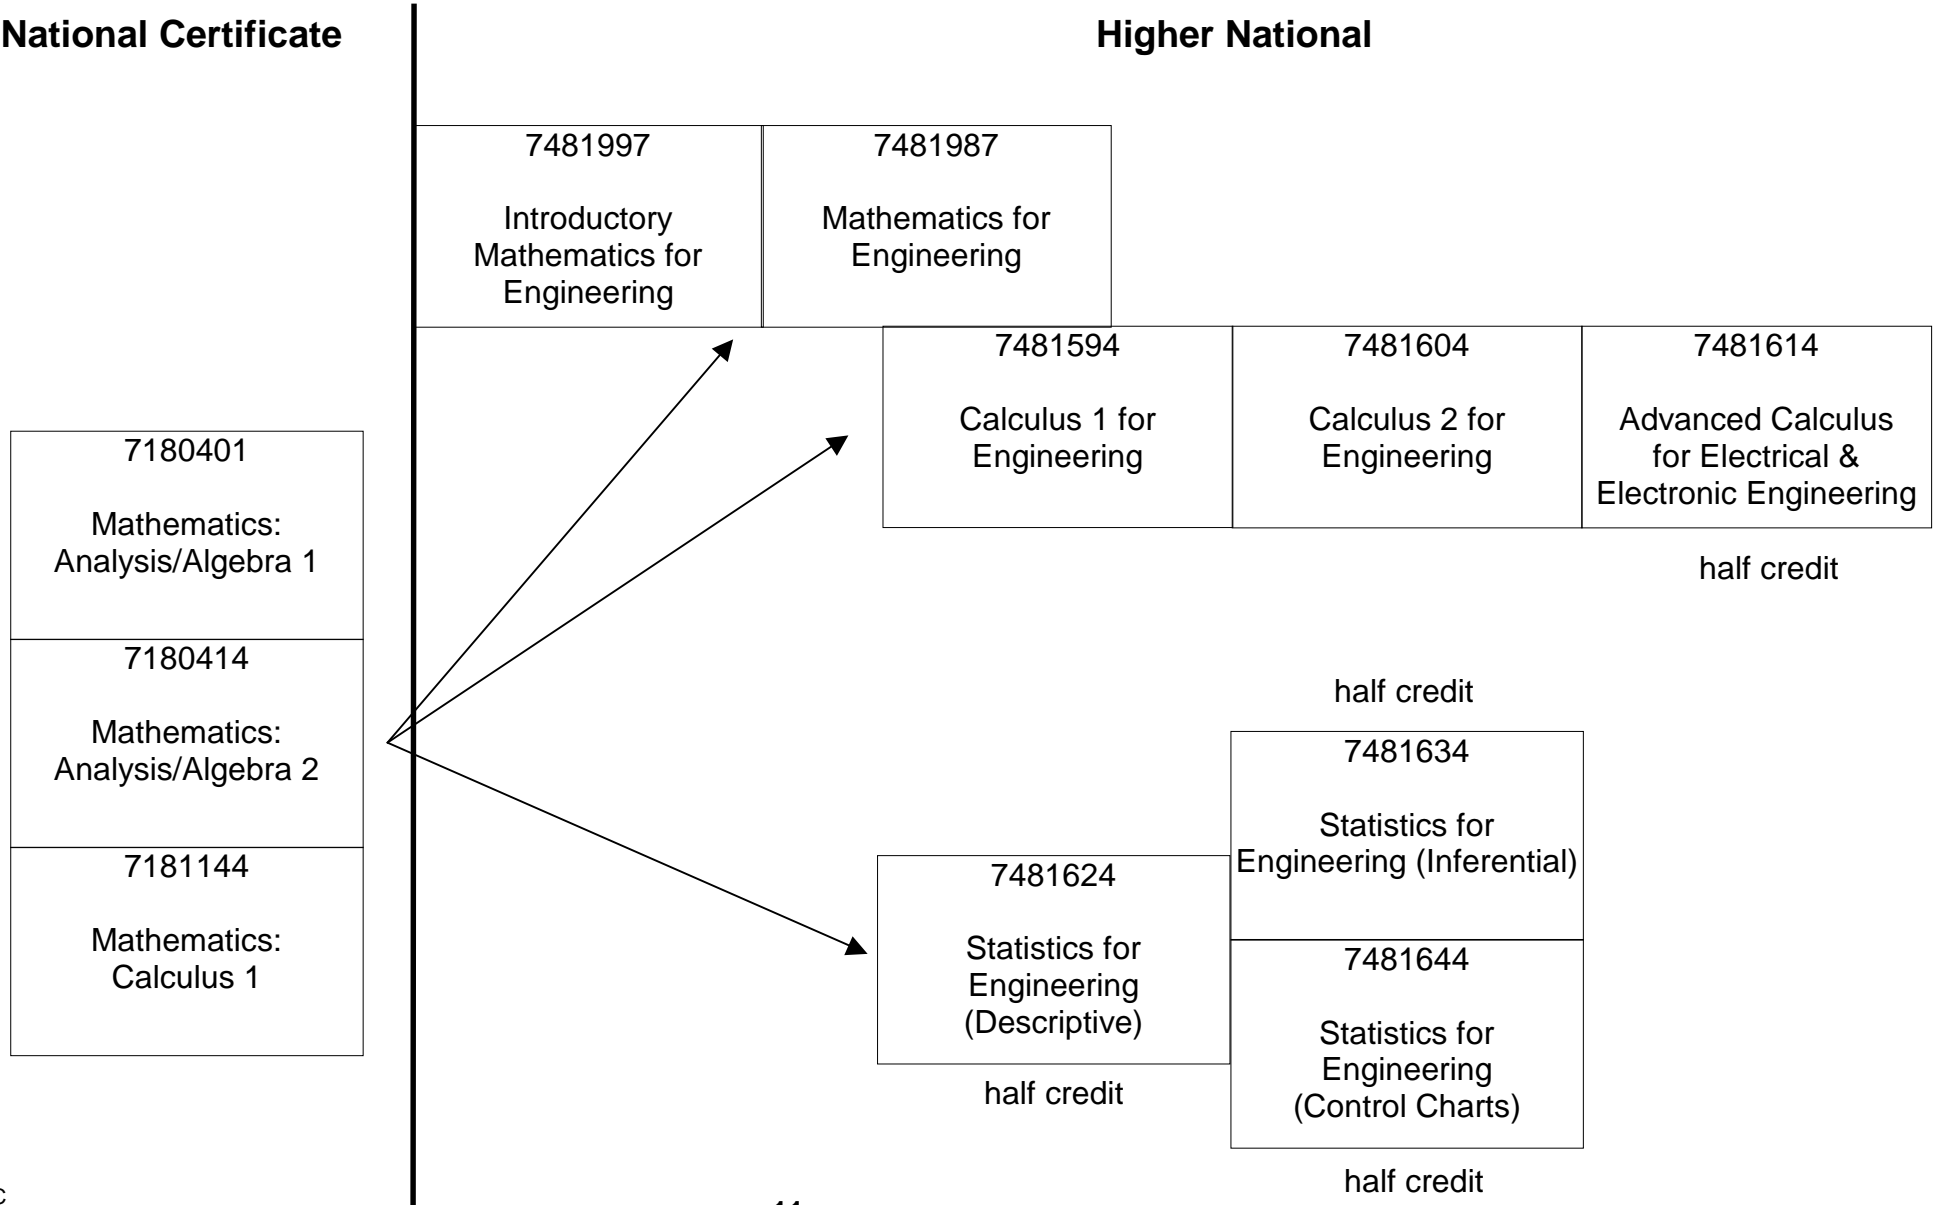 National Certificate
Higher National
7481997
Introductory
Mathematics for
Engineering
7481987
Mathematics for
Engineering
7481594
Calculus 1 for
Engineering
7481604
Calculus 2 for
Engineering
7481614
Advanced Calculus
for Electrical &
Electronic Engineering
half credit
7180401
Mathematics:
Analysis/Algebra 1
7180414
Mathematics:
Analysis/Algebra 2
7181144
Mathematics:
Calculus 1
half credit
7481634
Statistics for
Engineering (Inferential)
7481624
Statistics for
Engineering
(Descriptive)
half credit
7481644
Statistics for
Engineering
(Control Charts)
half credit